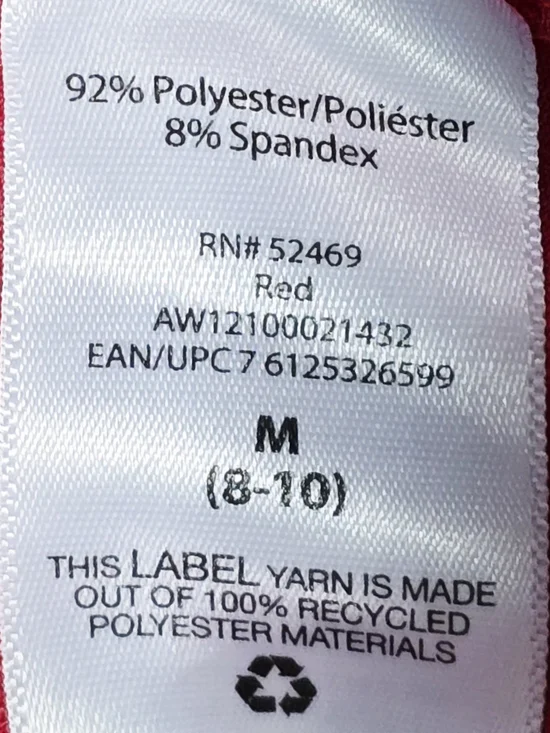 92% Polyester/Poliéster
8% Spandex
RN# 52469
Red
AW12100021432
EAN/UPC 7 6125326599
M
(8-10)
THIS LABEL YARN IS MADE
OUT OF 100% RECYCLED
POLYESTER MATERIALS